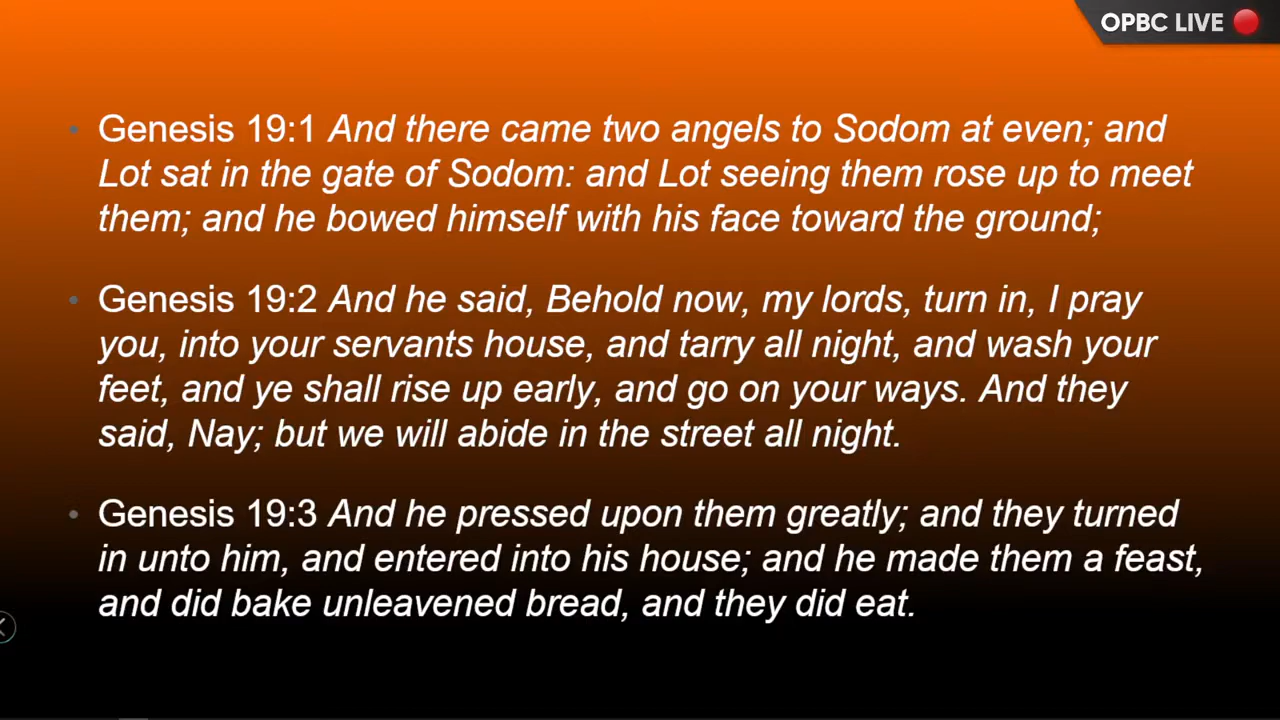 OPBC LIVE
• Genesis 19:1 And there came two angels to Sodom at even; and
Lot sat in the gate of Sodom: and Lot seeing them rose up to meet
them; and he bowed himself with his face toward the ground;
• Genesis 19:2 And he said, Behold now, my lords, turn in, I pray
you, into your servants house, and tarry all night, and wash your
feet, and ye shall rise up early, and go on your ways. And they
said, Nay; but we will abide in the street all night.
• Genesis 19:3 And he pressed upon them greatly; and they turned
in unto him, and entered into his house; and he made them a feast,
and did bake unleavened bread, and they did eat.